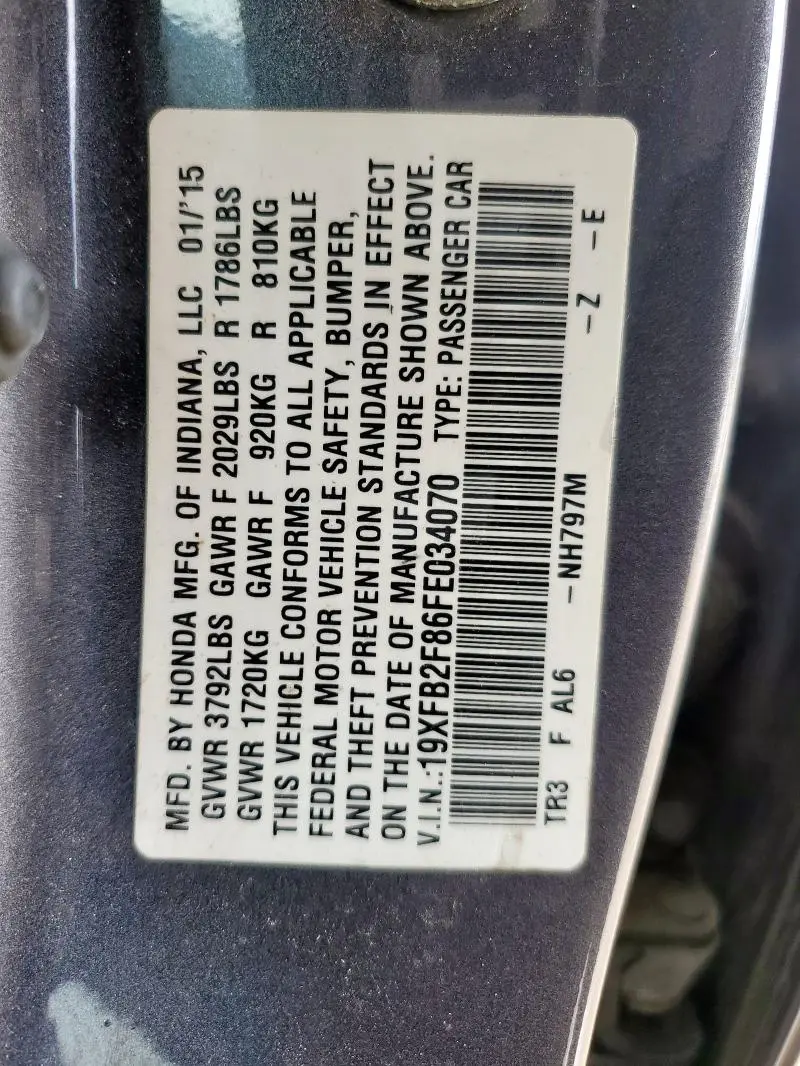 MFD. BY HONDA MFG. OF INDIANA, LLC 01/'15
GVWR 3792LBS GAWR F 2029LBS R 1786LBS
GVWR 1720KG GAWR F 920KG R 810KG
THIS VEHICLE CONFORMS TO ALL APPLICABLE
FEDERAL MOTOR VEHICLE SAFETY, BUMPER,
AND THEFT PREVENTION STANDARDS IN EFFECT
ON THE DATE OF MANUFACTURE SHOWN ABOVE.
V.I.N.:19XFB2F86FE034070 TYPE: PASSENGER CAR
TR3 F AL6 -NH797M -Z -E